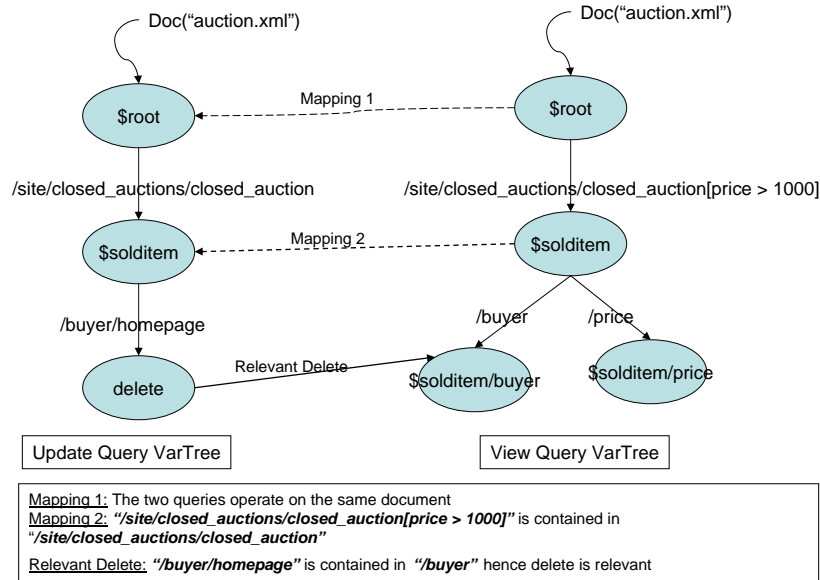 Doc(“auction.xml”)
Doc(“auction.xml”)
$root
Mapping 1
$root
/site/closed_auctions/closed_auction
/site/closed_auctions/closed_auction[price > 1000]
$solditem
Mapping 2
$solditem
/buyer/homepage
/buyer
/price
delete
Relevant Delete
$solditem/buyer
$solditem/price
Update Query VarTree
View Query VarTree
Mapping 1: The two queries operate on the same document
Mapping 2: “/site/closed_auctions/closed_auction[price > 1000]” is contained in
“/site/closed_auctions/closed_auction”
Relevant Delete: “/buyer/homepage” is contained in “/buyer” hence delete is relevant